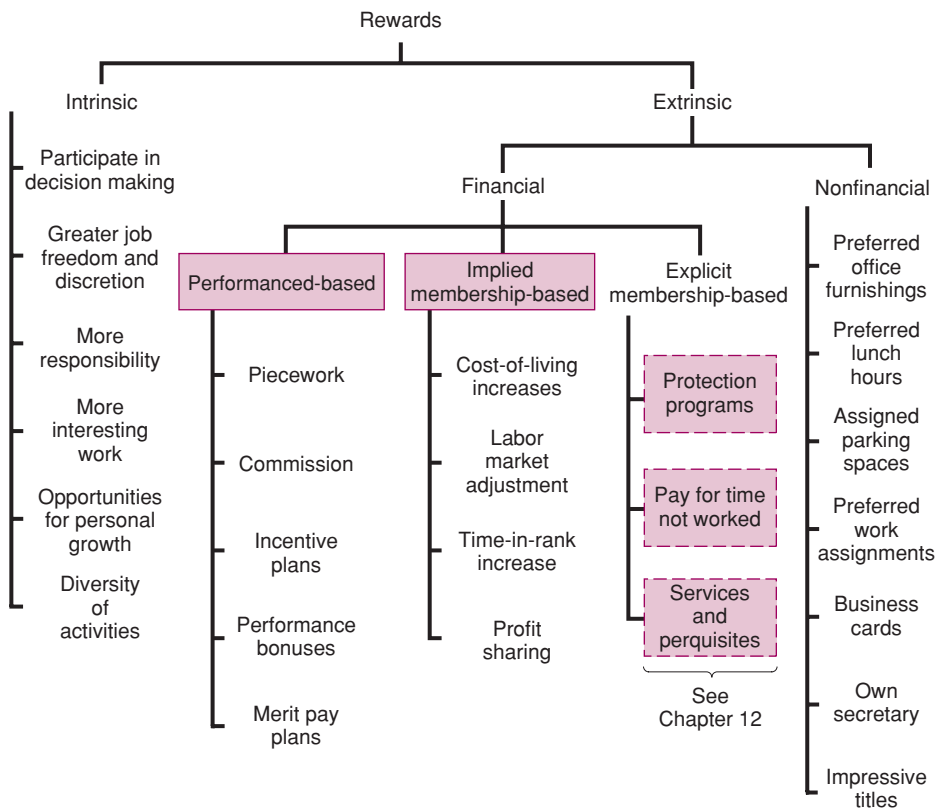 Rewards
Intrinsic
Participate in
decision making
Greater job
freedom and
discretion
More
responsibility
More
interesting
work
Opportunities
for personal
growth
Diversity
of
activities
Extrinsic
Financial
Performanced-based
Piecework
Commission
Incentive
plans
Performance
bonuses
Merit pay
plans
Implied
membership-based
Cost-of-living
increases
Labor
market
adjustment
Time-in-rank
increase
Profit
sharing
Explicit
membership-based
Protection
programs
Pay for time
not worked
Services
and
perquisites
See
Chapter 12
Nonfinancial
Preferred
office
furnishings
Preferred
lunch
hours
Assigned
parking
spaces
Preferred
work
assignments
Business
cards
Own
secretary
Impressive
titles